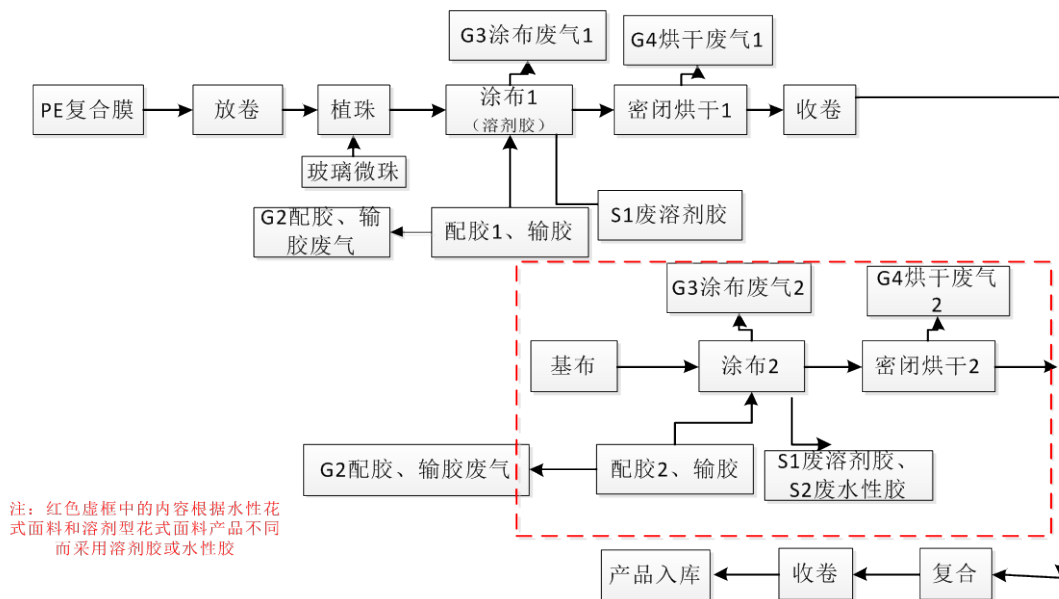 G3涂布废气1
G4烘干废气1
PE复合膜
放卷
植珠
涂布1
（溶剂胶）
密闭烘干1
收卷
玻璃微珠
G2配胶、输
胶废气
配胶1、输胶
S1废溶剂胶
G3涂布废气2
G4烘干废气
2
基布
涂布2
密闭烘干2
G2配胶、输胶废气
配胶2、输胶
S1废溶剂胶、
S2废水性胶
注：红色虚框中的内容根据水性花
式面料和溶剂型花式面料产品不同
而采用溶剂胶或水性胶
产品入库
收卷
复合